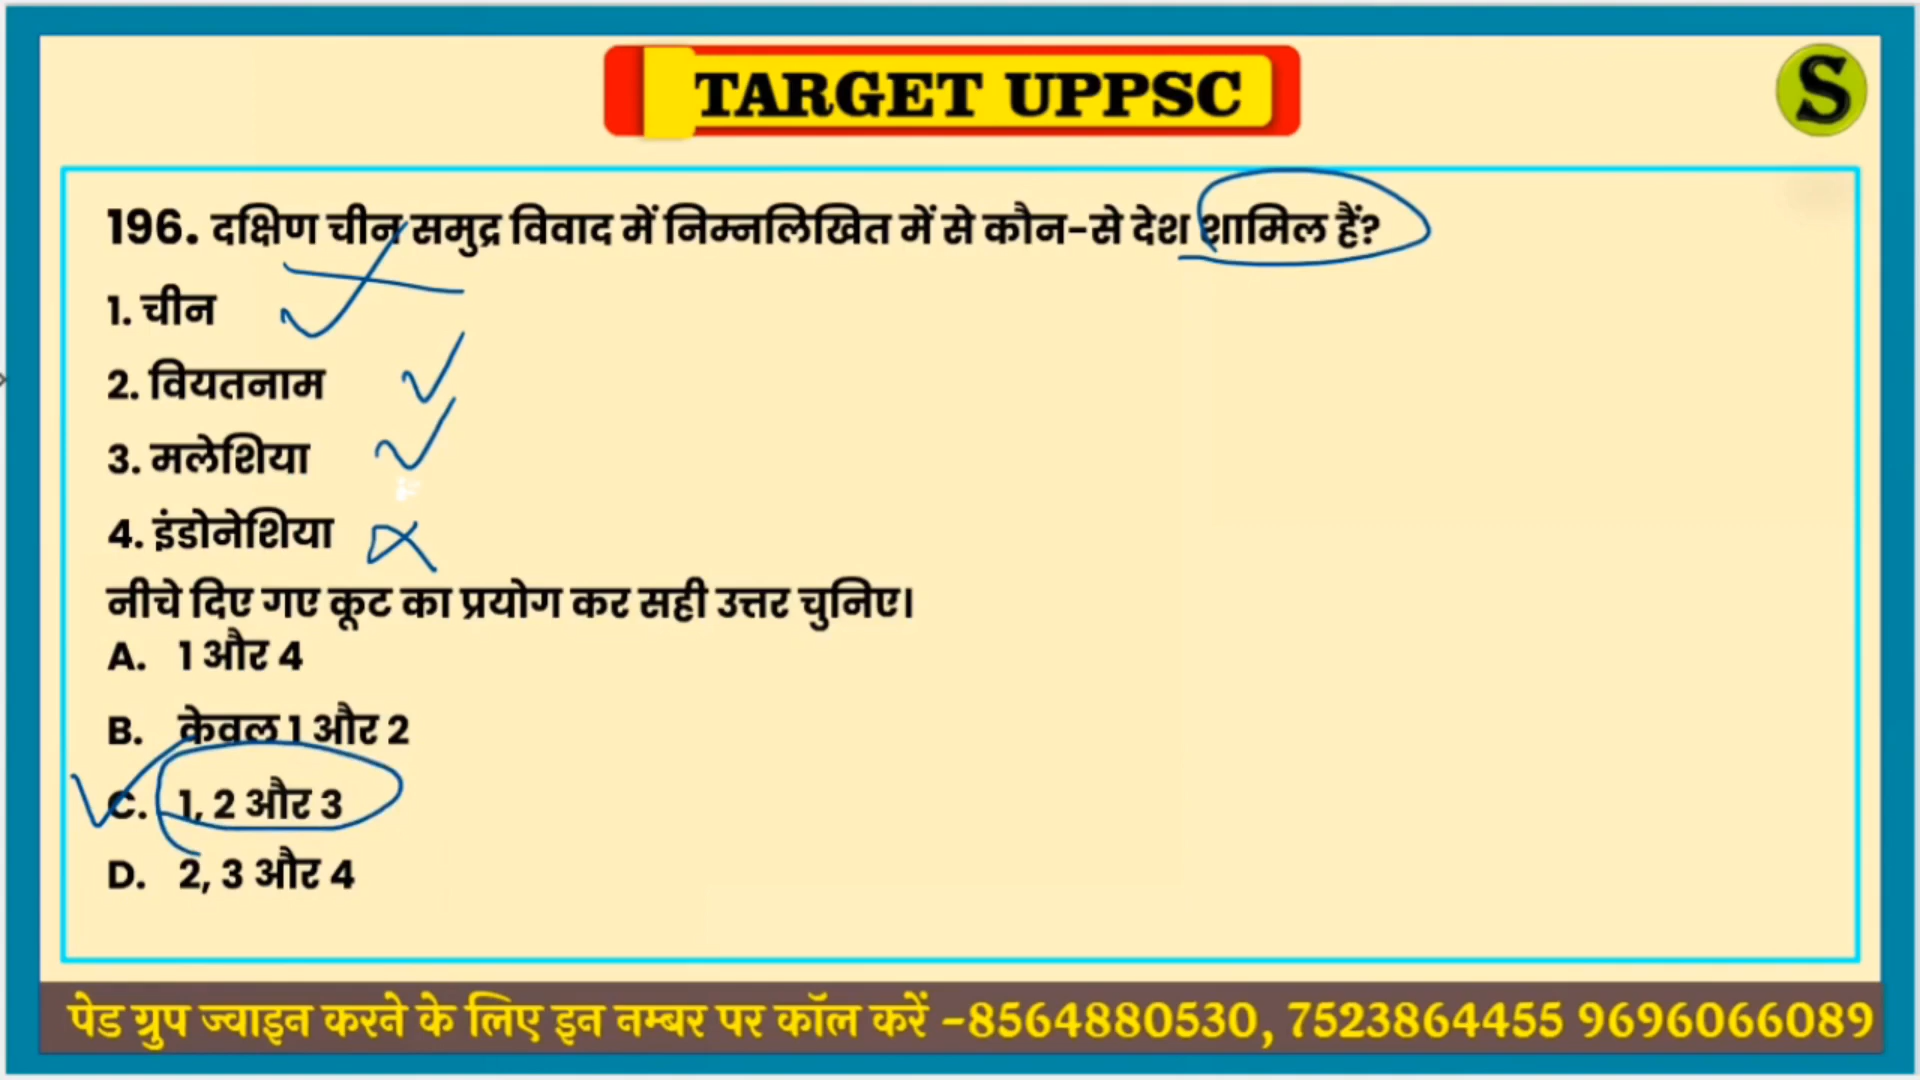 TARGET UPPSC
S
196. दक्षिण चीन समुद्र विवाद में निम्नलिखित में से कौन-से देश शामिल हैं?
1. चीन
2. वियतनाम
3. मलेशिया
4. इंडोनेशिया
नीचे दिए गए कूट का प्रयोग कर सही उत्तर चुनिए।
A. 1 और 4
B. केवल 1 और 2
C. 1, 2 और 3
D. 2, 3 और 4
पेड ग्रुप ज्वाइन करने के लिए इन नम्बर पर कॉल करें -8564880530, 7523864455 9696066089